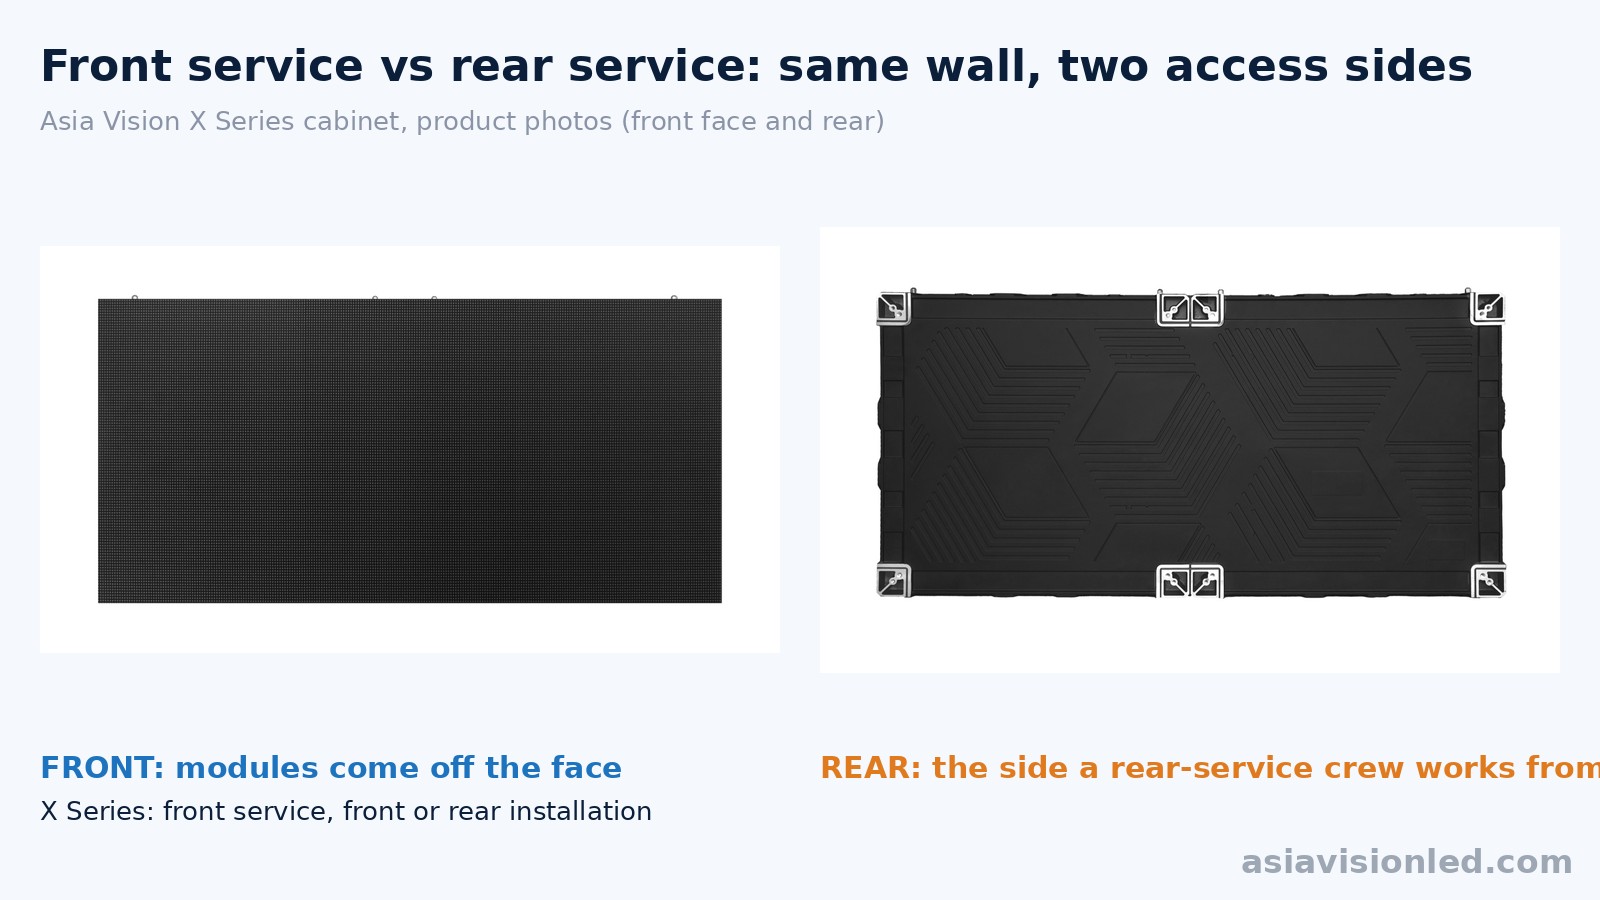 Front service vs rear service: same wall, two access sides
Asia Vision X Series cabinet, product photos (front face and rear)
FRONT: modules come off the face
X Series: front service, front or rear installation
REAR: the side a rear-service crew works from
asiavisionled.com